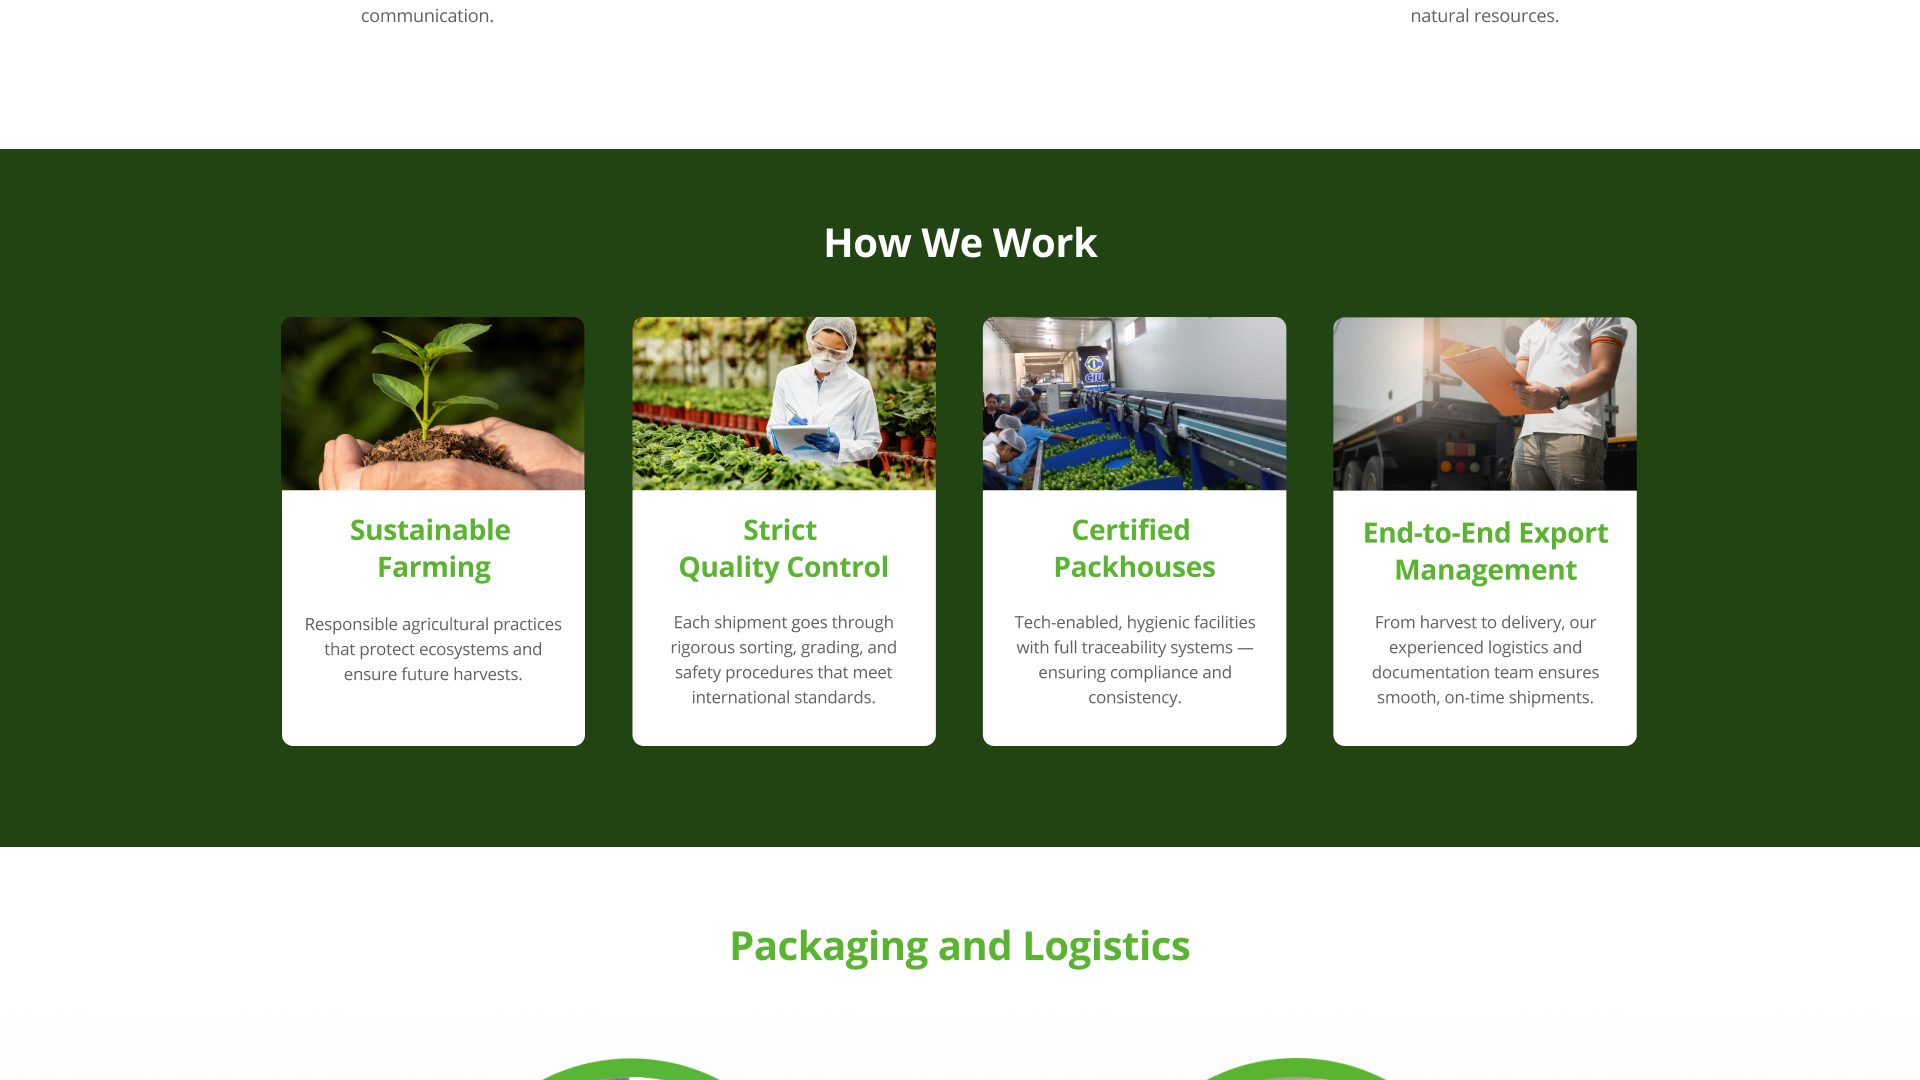 communication.
natural resources.
How We Work
CIU
Sustainable
Farming
Responsible agricultural practices
that protect ecosystems and
ensure future harvests.
Strict
Quality Control
Each shipment goes through
rigorous sorting, grading, and
safety procedures that meet
international standards.
Certified
Packhouses
Tech-enabled, hygienic facilities
with full traceability systems —
ensuring compliance and
consistency.
End-to-End Export
Management
From harvest to delivery, our
experienced logistics and
documentation team ensures
smooth, on-time shipments.
Packaging and Logistics